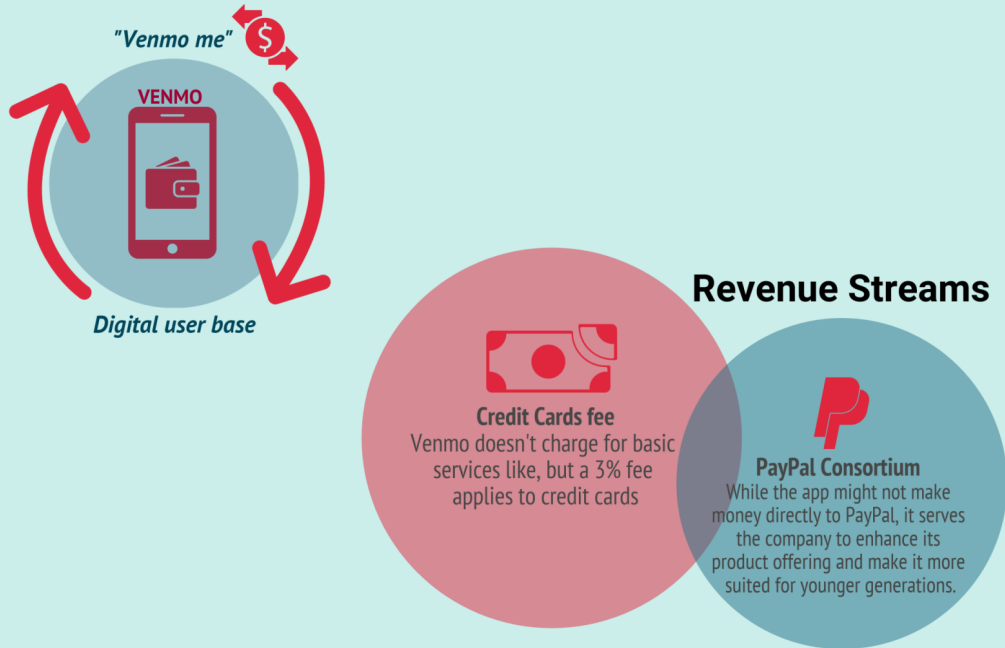 "Venmo me"
$
VENMO
Digital user base
Revenue Streams
Credit Cards fee
Venmo doesn't charge for basic
services like, but a 3% fee
applies to credit cards
PayPal Consortium
While the app might not make
money directly to PayPal, it serves
the company to enhance its
product offering and make it more
suited for younger generations.